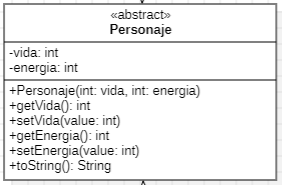 «abstract»
Personaje
-vida: int
-energia: int
+Personaje(int: vida, int: energia)
+getVida(): int
+setVida(value: int)
+getEnergia(): int
+setEnergia(value: int)
+toString(): String